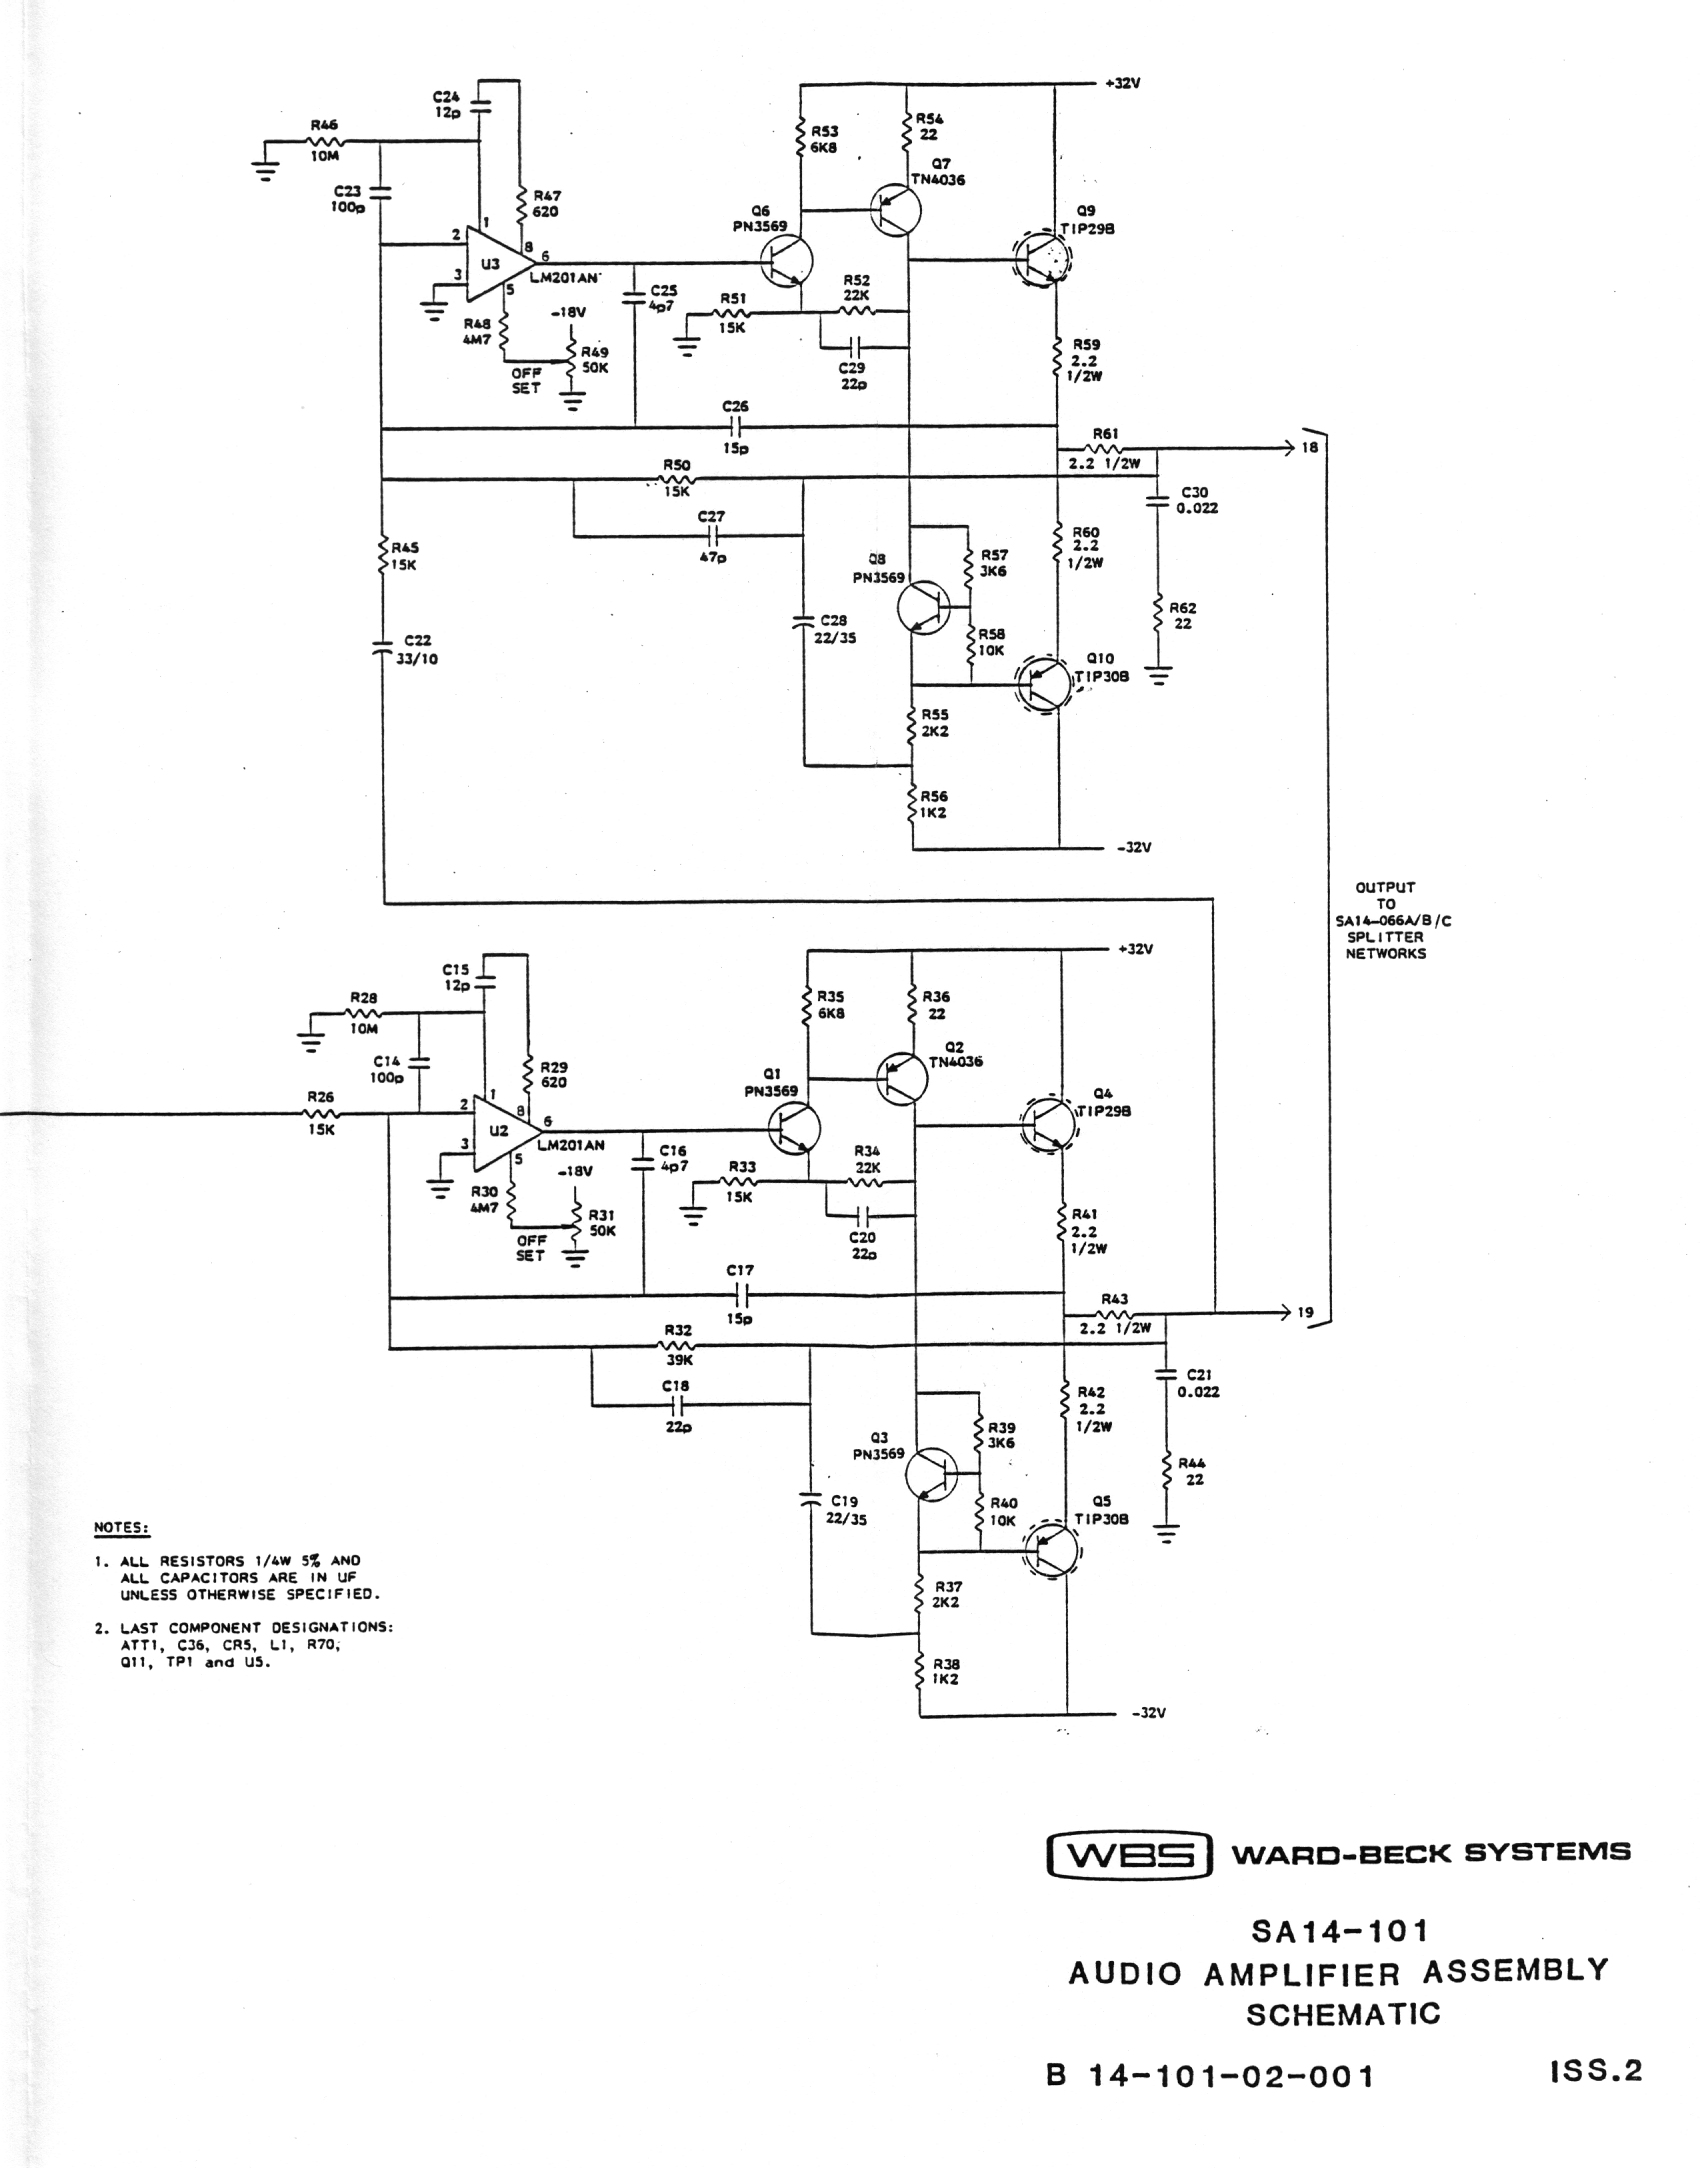 +32V
C24
12p
R46
10M
C23
100p
R47
620
R53
6K8
R54
22
Q7
TN4036
Q6
PN3569
Q9
TIP29B
2
1
8
6
3
5
U3
LM201AN
C25
4p7
R48
4M7
-18V
R49
50K
OFF
SET
R51
15K
R52
22K
C29
22p
R59
2.2
1/2W
C26
15p
R61
2.2 1/2W
18
R50
15K
C30
0.022
C27
47p
R45
15K
Q8
PN3569
R57
3K6
R60
2.2
1/2W
C22
33/10
C28
22/35
R58
10K
R62
22
Q10
TIP30B
R55
2K2
R56
1K2
-32V
OUTPUT
TO
SA14-066A/B/C
SPLITTER
NETWORKS
+32V
C15
12p
R28
10M
C14
100p
R29
620
R35
6K8
R36
22
Q2
TN4036
Q1
PN3569
Q4
TIP29B
R26
15K
2
1
8
6
3
5
U2
LM201AN
C16
4p7
R30
4M7
-18V
R31
50K
OFF
SET
R33
15K
R34
22K
C20
22p
R41
2.2
1/2W
C17
15p
R43
2.2 1/2W
19
R32
39K
C21
0.022
C18
22p
R42
2.2
1/2W
Q3
PN3569
R39
3K6
R44
22
C19
22/35
R40
10K
Q5
TIP30B
R37
2K2
R38
1K2
-32V
NOTES:
1. ALL RESISTORS 1/4W 5% AND
ALL CAPACITORS ARE IN UF
UNLESS OTHERWISE SPECIFIED.
2. LAST COMPONENT DESIGNATIONS:
ATT1, C36, CR5, L1, R70,
Q11, TP1 and U5.
WBS WARD-BECK SYSTEMS
SA14-101
AUDIO AMPLIFIER ASSEMBLY
SCHEMATIC
B 14-101-02-001 ISS.2